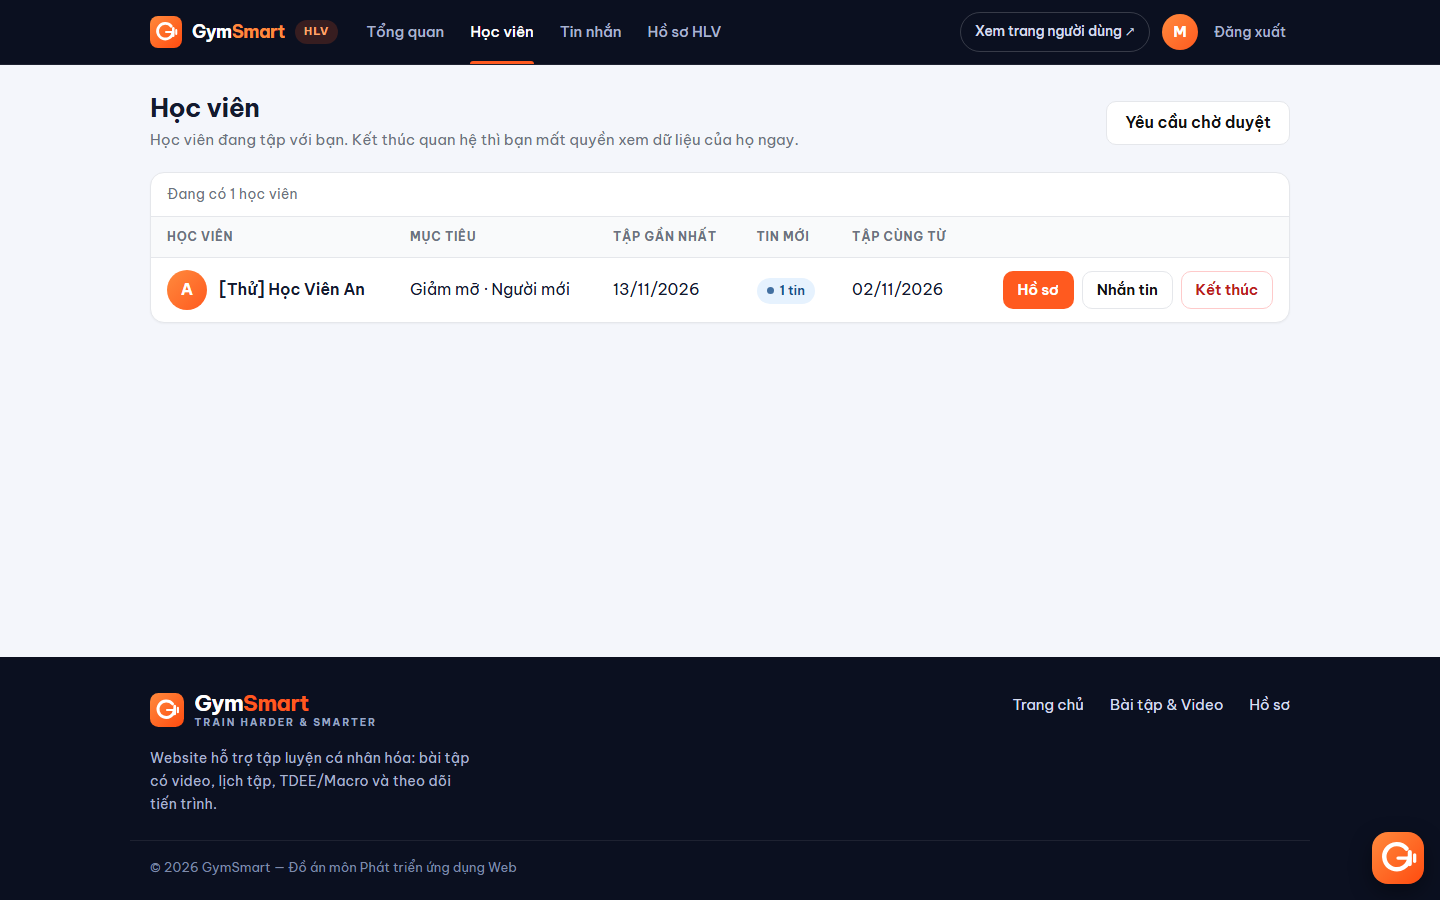 GymSmart HLV Tổng quan Học viên Tin nhắn Hồ sơ HLV Xem trang người dùng ↗ M Đăng xuất
Học viên
Học viên đang tập với bạn. Kết thúc quan hệ thì bạn mất quyền xem dữ liệu của họ ngay.
Yêu cầu chờ duyệt
Đang có 1 học viên
HỌC VIÊN MỤC TIÊU TẬP GẦN NHẤT TIN MỚI TẬP CÙNG TỪ
A [Thử] Học Viên An Giảm mỡ · Người mới 13/11/2026 1 tin 02/11/2026 Hồ sơ Nhắn tin Kết thúc
GymSmart
TRAIN HARDER & SMARTER
Trang chủ Bài tập & Video Hồ sơ
Website hỗ trợ tập luyện cá nhân hóa: bài tập
có video, lịch tập, TDEE/Macro và theo dõi
tiến trình.
© 2026 GymSmart — Đồ án môn Phát triển ứng dụng Web